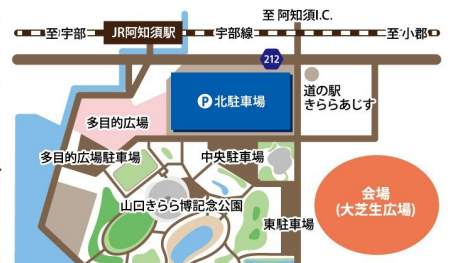 至 阿知須I.C.
至 宇部
JR阿知須駅
宇部線
至 小郡
212
P 北駐車場
道の駅
きららあじす
多目的広場
多目的広場駐車場
中央駐車場
山口きらら博記念公園
東駐車場
会場
(大芝生広場)